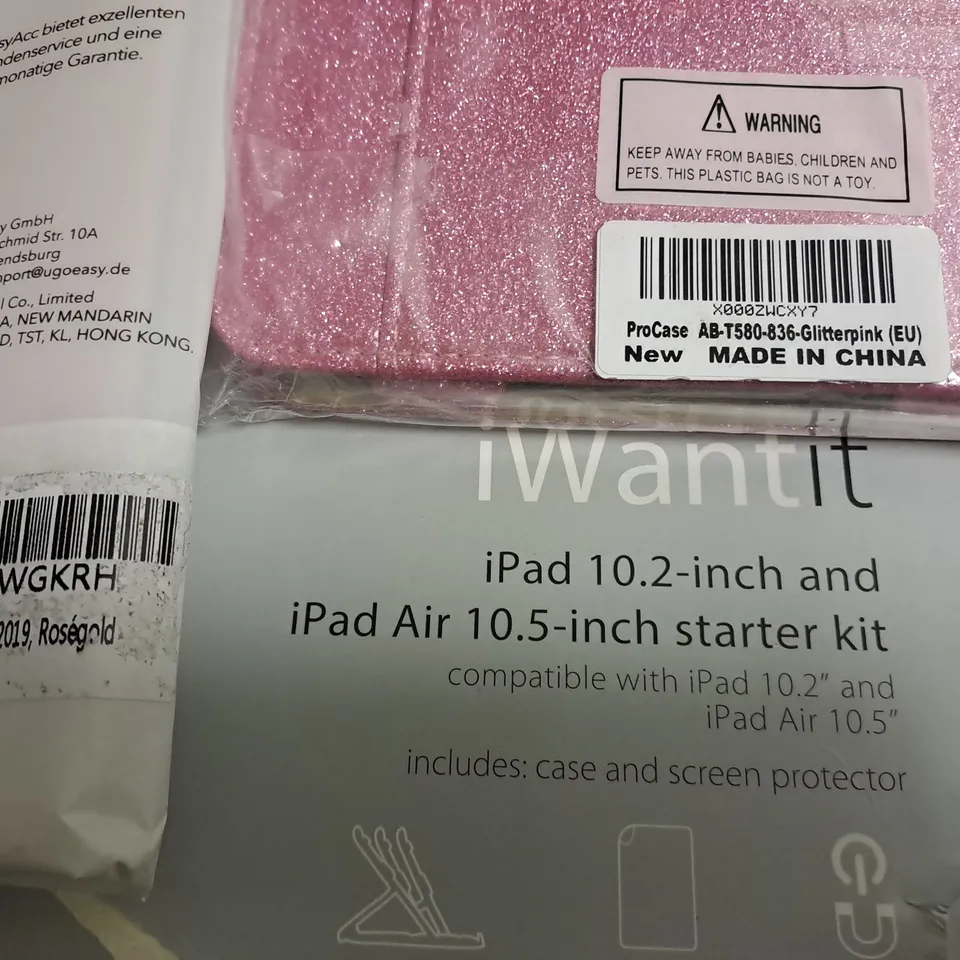 syAcc bietet exzellenten
ndenservice und eine
monatige Garantie.
y GmbH
chmid Str. 10A
endsburg
pport@ugoeasy.de
l Co., Limited
A, NEW MANDARIN
D, TST, KL, HONG KONG.
WGKRH
2019, Roségold
WARNING
KEEP AWAY FROM BABIES, CHILDREN AND
PETS. THIS PLASTIC BAG IS NOT A TOY.
X000ZWCXY7
ProCase AB-T580-836-Glitterpink (EU)
New MADE IN CHINA
iWantit
iPad 10.2-inch and
iPad Air 10.5-inch starter kit
compatible with iPad 10.2" and
iPad Air 10.5"
includes: case and screen protector